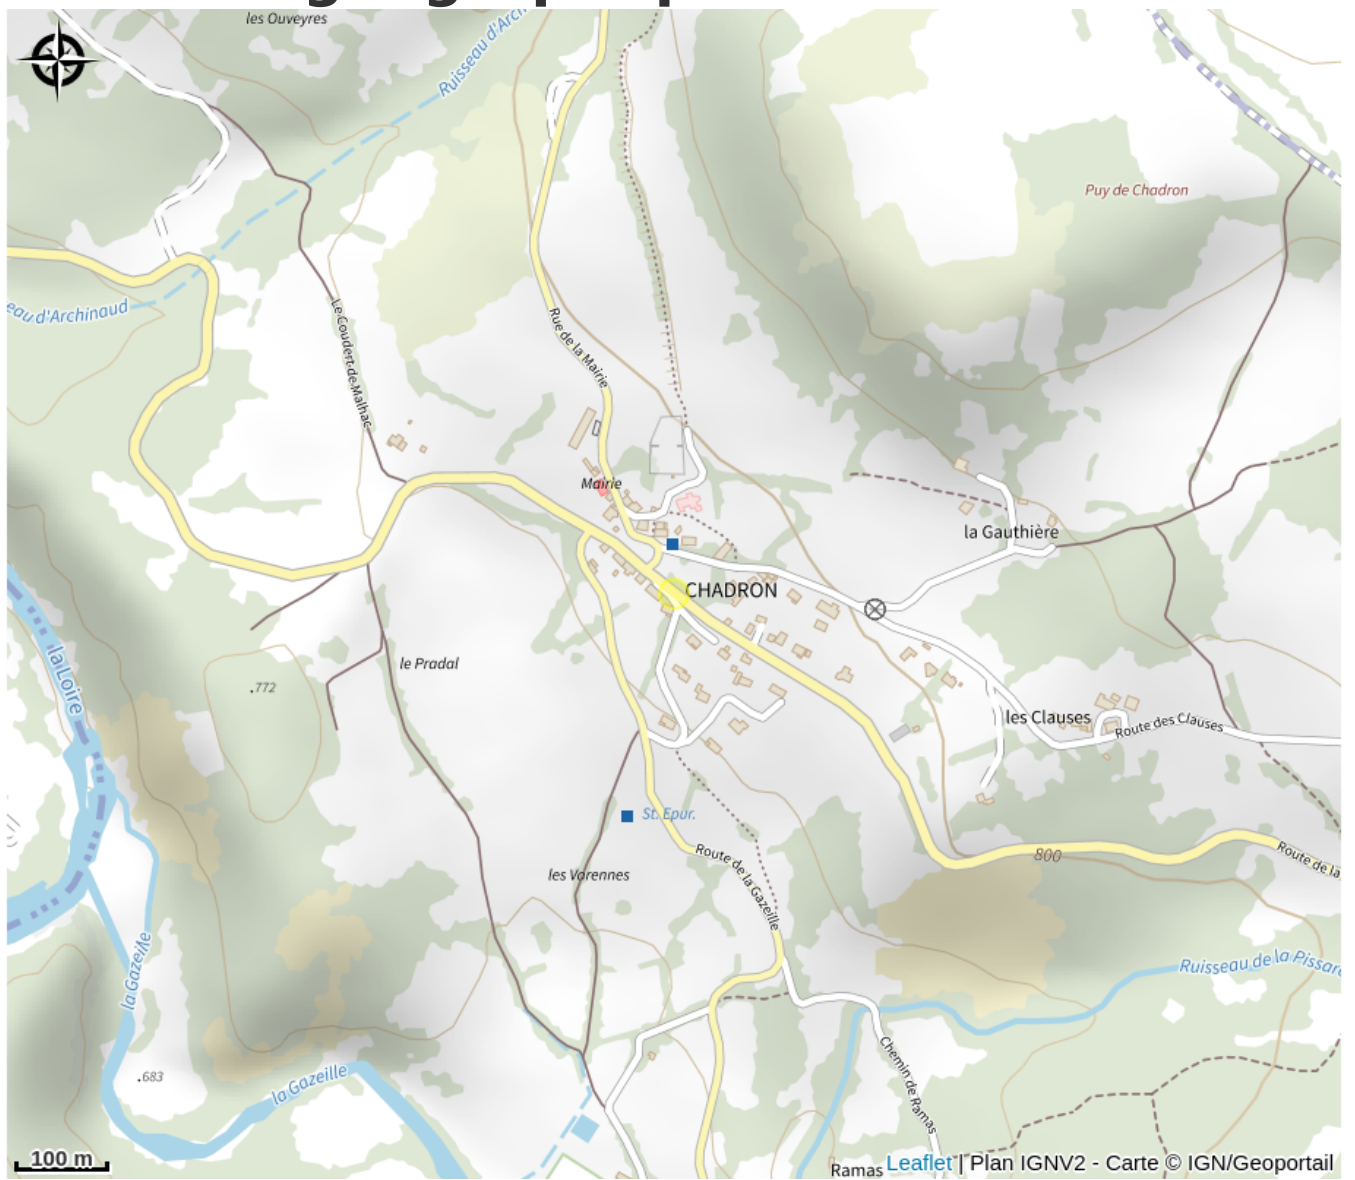 les Ouveyres
Ruisseau d'Arch
Puy de Chadron
eau d'Archinaud
Le Coudert de Malhac
Rue de la Mairie
Mairie
la Gauthière
CHADRON
le Pradal
la Loire
.772
les Clauses
Route des Clauses
St. Epur.
Route de la Gazeille
800
Route de la
les Varennes
la Gazeille
Ruisseau de la Pissar
Chemin de Ramas
.683
la Gazeille
100 m
Ramas
Leaflet | Plan IGNV2 - Carte © IGN/Geoportail